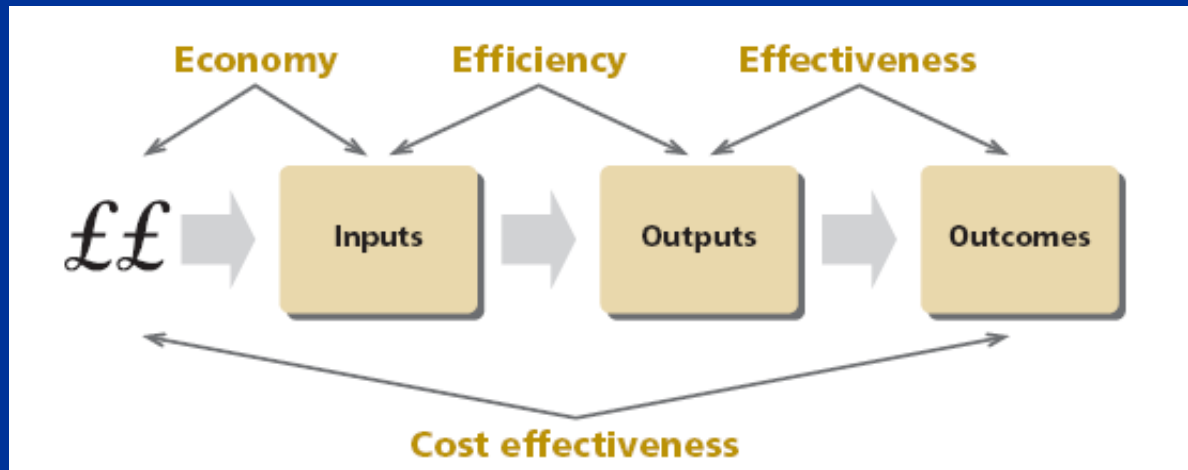 Economy Efficiency Effectiveness
££ Inputs Outputs Outcomes
Cost effectiveness